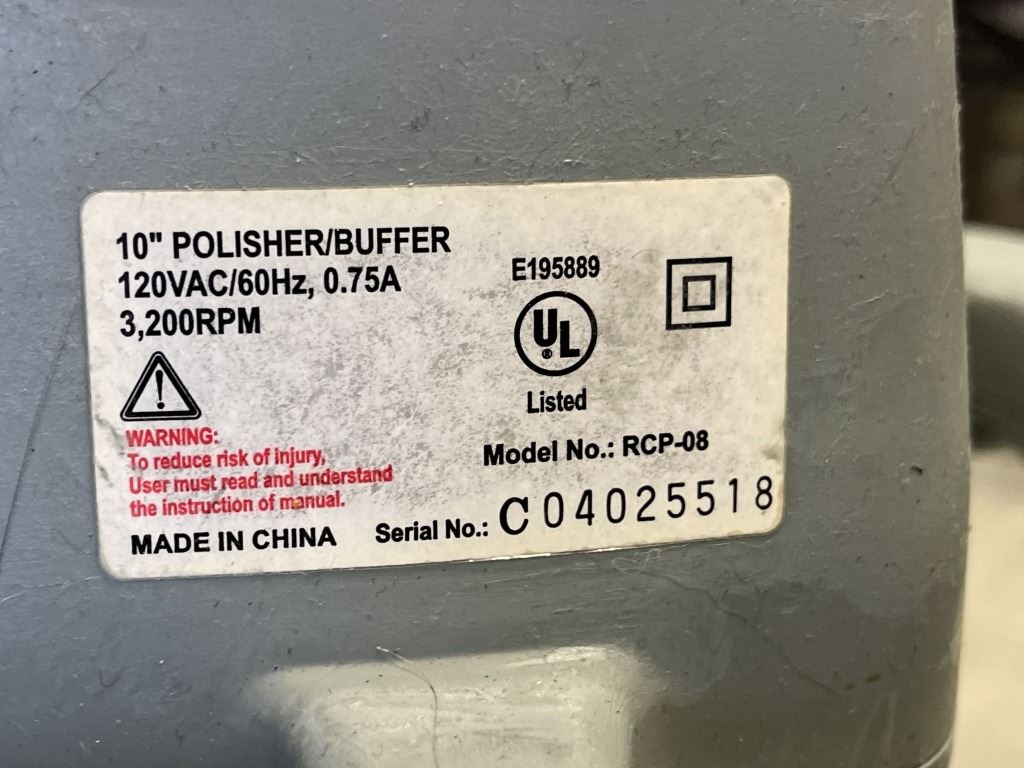 10" POLISHER/BUFFER
120VAC/60Hz, 0.75A
3,200RPM
E195889
UL
®
Listed
WARNING:
To reduce risk of injury,
User must read and understand
the instruction of manual.
Model No.: RCP-08
MADE IN CHINA
Serial No.: C 04025518